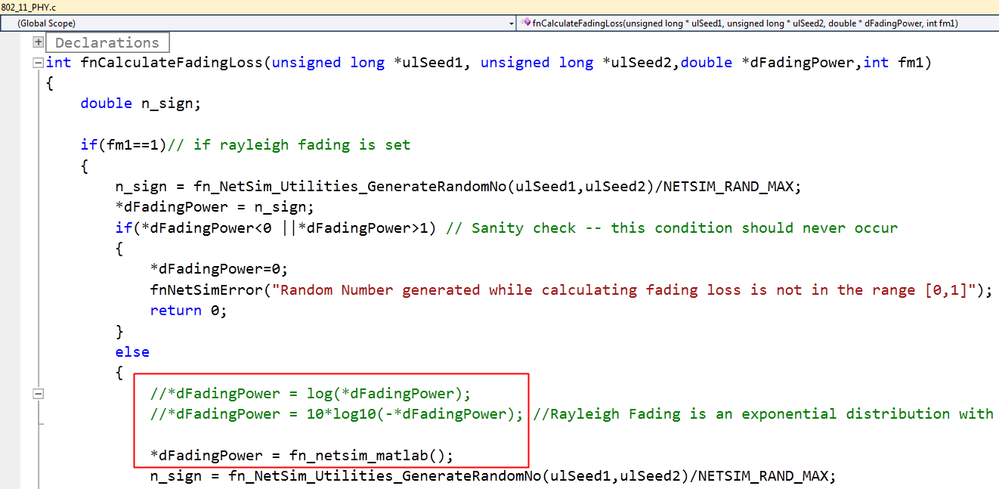 802_11_PHY.c
(Global Scope) fnCalculateFadingLoss(unsigned long * ulSeed1, unsigned long * ulSeed2, double * dFadingPower, int fm1)
Declarations
int fnCalculateFadingLoss(unsigned long *ulSeed1, unsigned long *ulSeed2,double *dFadingPower,int fm1)
{
double n_sign;
if(fm1==1)// if rayleigh fading is set
{
n_sign = fn_NetSim_Utilities_GenerateRandomNo(ulSeed1,ulSeed2)/NETSIM_RAND_MAX;
*dFadingPower = n_sign;
if(*dFadingPower<0 ||*dFadingPower>1) // Sanity check -- this condition should never occur
{
*dFadingPower=0;
fnNetSimError("Random Number generated while calculating fading loss is not in the range [0,1]");
return 0;
}
else
{
//*dFadingPower = log(*dFadingPower);
//*dFadingPower = 10*log10(-*dFadingPower); //Rayleigh Fading is an exponential distribution with
*dFadingPower = fn_netsim_matlab();
n_sign = fn_NetSim_Utilities_GenerateRandomNo(ulSeed1,ulSeed2)/NETSIM_RAND_MAX;